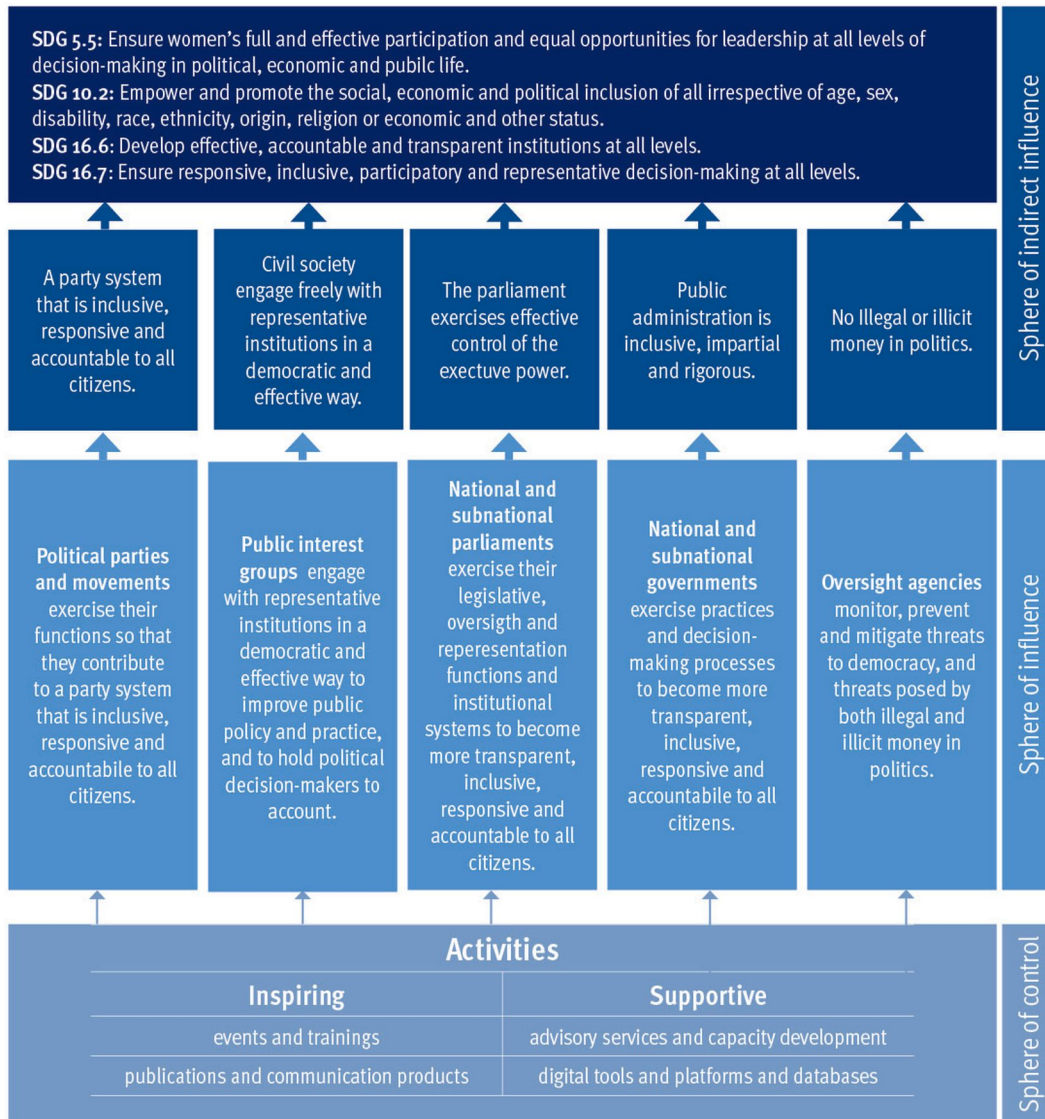 SDG 5.5: Ensure women's full and effective participation and equal opportunities for leadership at all levels of
decision-making in political, economic and pubilc life.
SDG 10.2: Empower and promote the social, economic and political inclusion of all irrespective of age, sex,
disability, race, ethnicity, origin, religion or economic and other status.
SDG 16.6: Develop effective, accountable and transparent institutions at all levels.
SDG 16.7: Ensure responsive, inclusive, participatory and representative decision-making at all levels.
Sphere of indirect influence
A party system
that is inclusive,
responsive and
accountable to all
citizens.
Civil society
engage freely with
representative
institutions in a
democratic and
effective way.
The parliament
exercises effective
control of the
exectuve power.
Public
administration is
inclusive, impartial
and rigorous.
No Illegal or illicit
money in politics.
Political parties
and movements
exercise their
functions so that
they contribute
to a party system
that is inclusive,
responsive and
accountabile to all
citizens.
Public interest
groups engage
with representative
institutions in a
democratic and
effective way to
improve public
policy and practice,
and to hold political
decision-makers to
account.
National and
subnational
parliaments
exercise their
legislative,
oversigth and
reperesentation
functions and
institutional
systems to become
more transparent,
inclusive,
responsive and
accountable to all
citizens.
National and
subnational
governments
exercise practices
and decision-
making processes
to become more
transparent,
inclusive,
responsive and
accountabile to all
citizens.
Oversight agencies
monitor, prevent
and mitigate threats
to democracy, and
threats posed by
both illegal and
illicit money in
politics.
Sphere of influence
Activities
Inspiring
Supportive
events and trainings
advisory services and capacity development
publications and communication products
digital tools and platforms and databases
Sphere of control